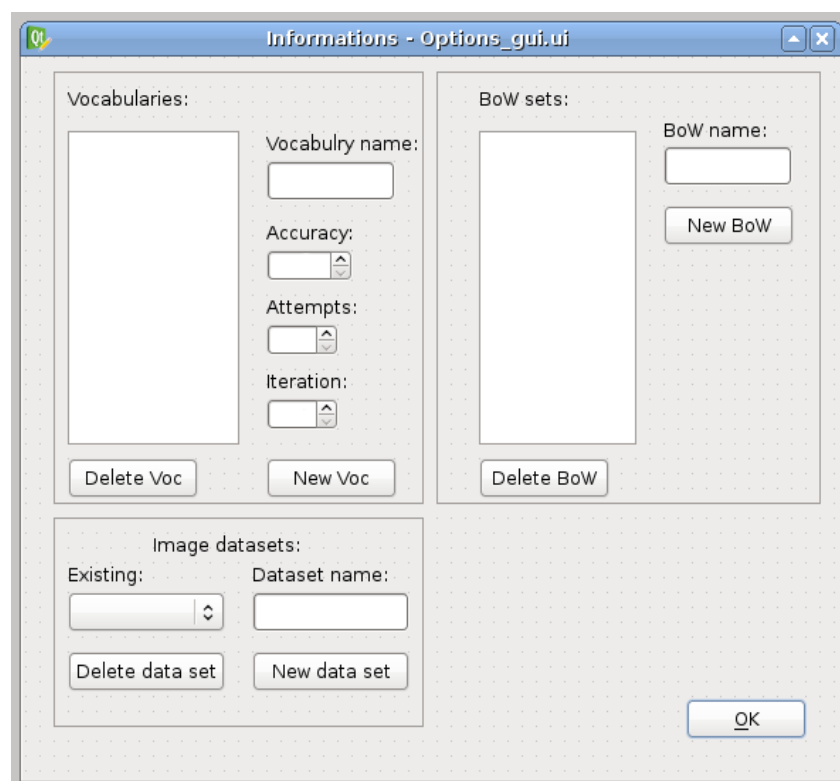 Informations - Options_gui.ui
Vocabularies:
Vocabulry name:
Accuracy:
Attempts:
Iteration:
Delete Voc
New Voc
BoW sets:
BoW name:
New BoW
Delete BoW
Image datasets:
Existing:
Dataset name:
Delete data set
New data set
OK